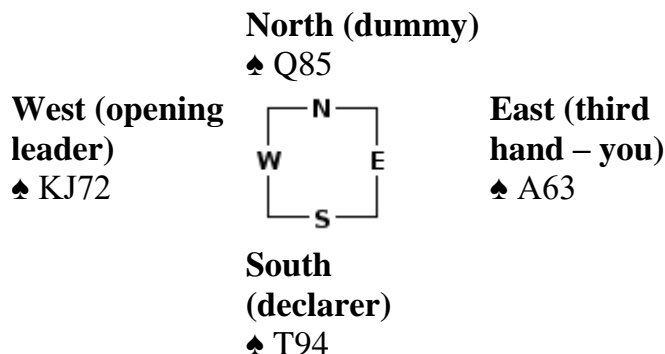 North (dummy)
♠ Q85
West (opening
leader)
♠ KJ72
N
W
E
S
East (third
hand – you)
♠ A63
South
(declarer)
♠ T94